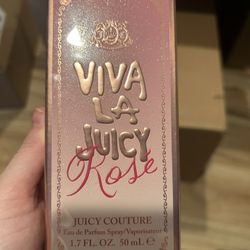 VIVA
LA
JUICY
Rosé
JUICY COUTURE
Eau de Parfum Spray/Vaporisateur
1.7 FL. OZ. 50 mL ℮